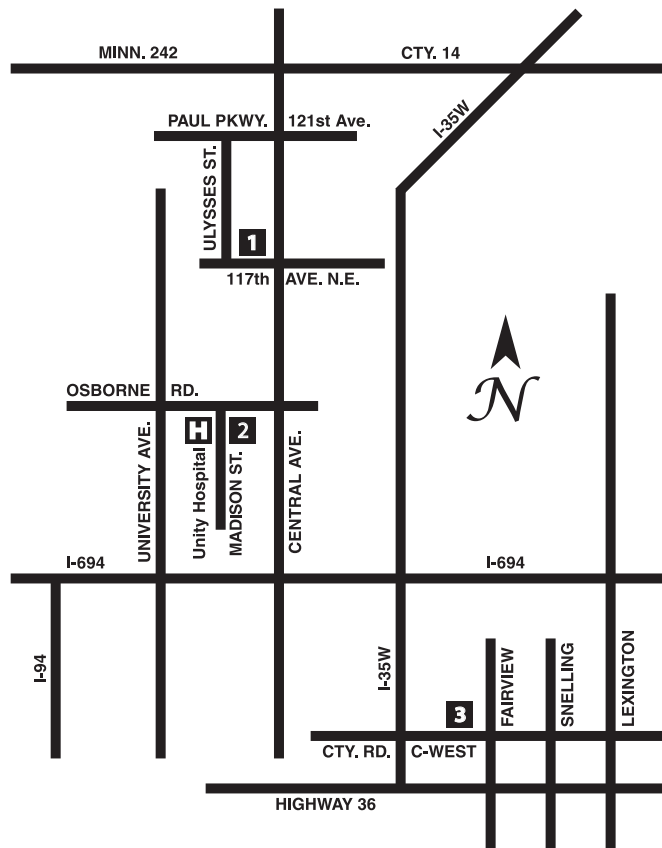 MINN. 242
CTY. 14
I-35W
PAUL PKWY.
121st Ave.
ULYSSES ST.
1
117th
AVE. N.E.
N
OSBORNE
RD.
H
2
UNIVERSITY AVE.
Unity Hospital
MADISON ST.
CENTRAL AVE.
I-694
I-694
I-94
I-35W
3
FAIRVIEW
SNELLING
LEXINGTON
CTY. RD.
C-WEST
HIGHWAY 36